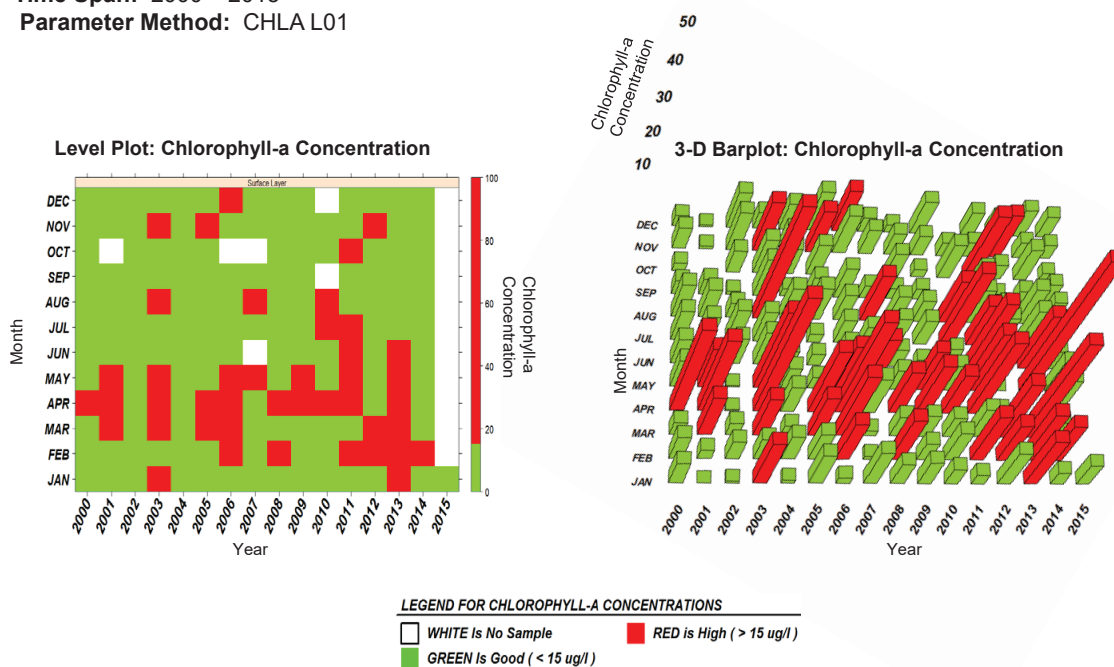 Parameter Method: CHLA L01
Level Plot: Chlorophyll-a Concentration
Surface Layer
Month
DEC
NOV
OCT
SEP
AUG
JUL
JUN
MAY
APR
MAR
FEB
JAN
2000 2001 2002 2003 2004 2005 2006 2007 2008 2009 2010 2011 2012 2013 2014 2015
Year
100
80
60
40
20
0
Chlorophyll-a
Concentration
50
40
30
20
10
Chlorophyll-a
Concentration
3-D Barplot: Chlorophyll-a Concentration
Month
DEC
NOV
OCT
SEP
AUG
JUL
JUN
MAY
APR
MAR
FEB
JAN
2000 2001 2002 2003 2004 2005 2006 2007 2008 2009 2010 2011 2012 2013 2014 2015
Year
LEGEND FOR CHLOROPHYLL-A CONCENTRATIONS
WHITE Is No Sample
RED is High ( > 15 ug/l )
GREEN Is Good ( < 15 ug/l )